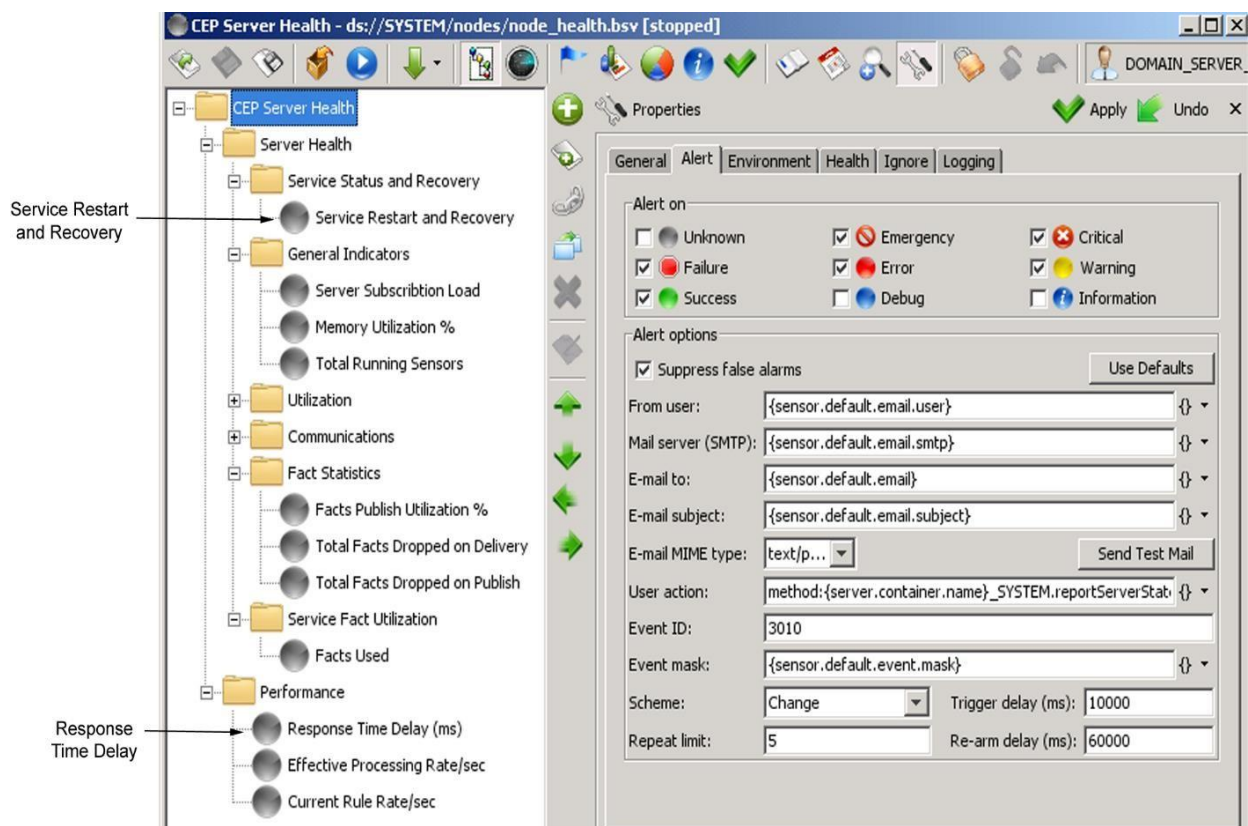 CEP Server Health - ds://SYSTEM/nodes/node_health.bsv [stopped]
DOMAIN_SERVER_
CEP Server Health
Server Health
Service Status and Recovery
Service Restart and Recovery
General Indicators
Server Subscribtion Load
Memory Utilization %
Total Running Sensors
Utilization
Communications
Fact Statistics
Facts Publish Utilization %
Total Facts Dropped on Delivery
Total Facts Dropped on Publish
Service Fact Utilization
Facts Used
Performance
Response Time Delay (ms)
Effective Processing Rate/sec
Current Rule Rate/sec
Service Restart
and Recovery
Response
Time Delay
Properties Apply Undo
General Alert Environment Health Ignore Logging
Alert on
Unknown Emergency Critical
Failure Error Warning
Success Debug Information
Alert options
Suppress false alarms Use Defaults
From user: {sensor.default.email.user} {}
Mail server (SMTP): {sensor.default.email.smtp} {}
E-mail to: {sensor.default.email} {}
E-mail subject: {sensor.default.email.subject} {}
E-mail MIME type: text/p... Send Test Mail
User action: method:{server.container.name}_SYSTEM.reportServerStat {}
Event ID: 3010
Event mask: {sensor.default.event.mask} {}
Scheme: Change Trigger delay (ms): 10000
Repeat limit: 5 Re-arm delay (ms): 60000